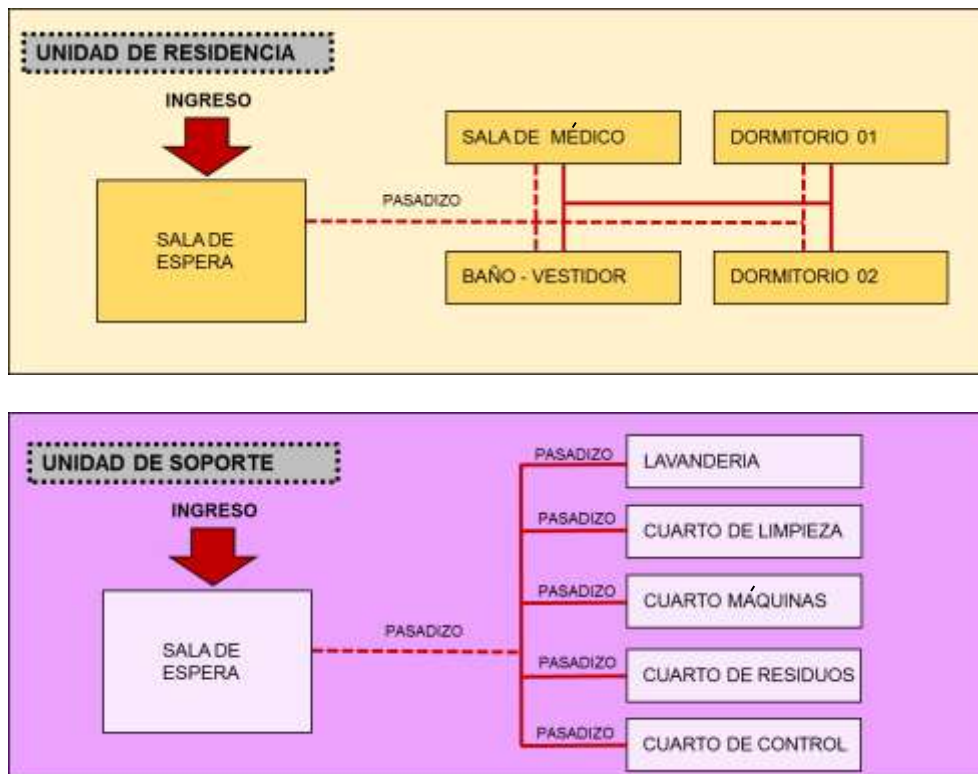 UNIDAD DE RESIDENCIA
INGRESO
SALA DE
ESPERA
PASADIZO
SALA DE MÉDICO
DORMITORIO 01
BAÑO - VESTIDOR
DORMITORIO 02
UNIDAD DE SOPORTE
INGRESO
SALA DE
ESPERA
PASADIZO
PASADIZO
LAVANDERIA
PASADIZO
CUARTO DE LIMPIEZA
PASADIZO
CUARTO MÁQUINAS
PASADIZO
CUARTO DE RESIDUOS
PASADIZO
CUARTO DE CONTROL